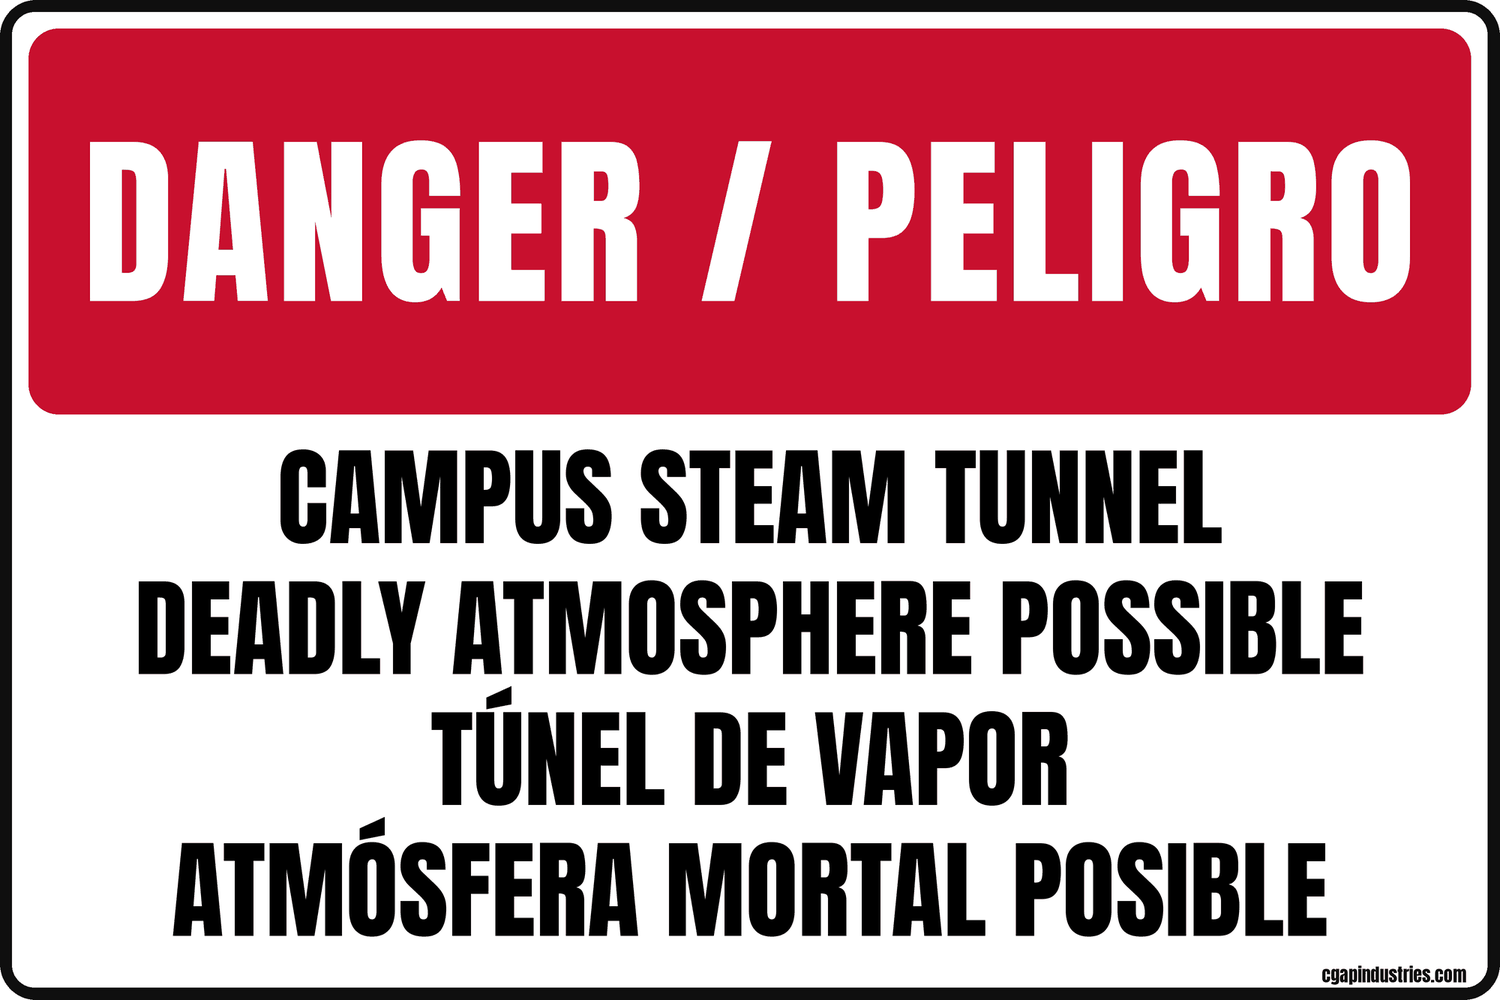 DANGER / PELIGRO
CAMPUS STEAM TUNNEL
DEADLY ATMOSPHERE POSSIBLE
TÚNEL DE VAPOR
ATMÓSFERA MORTAL POSIBLE
cgapindustries.com